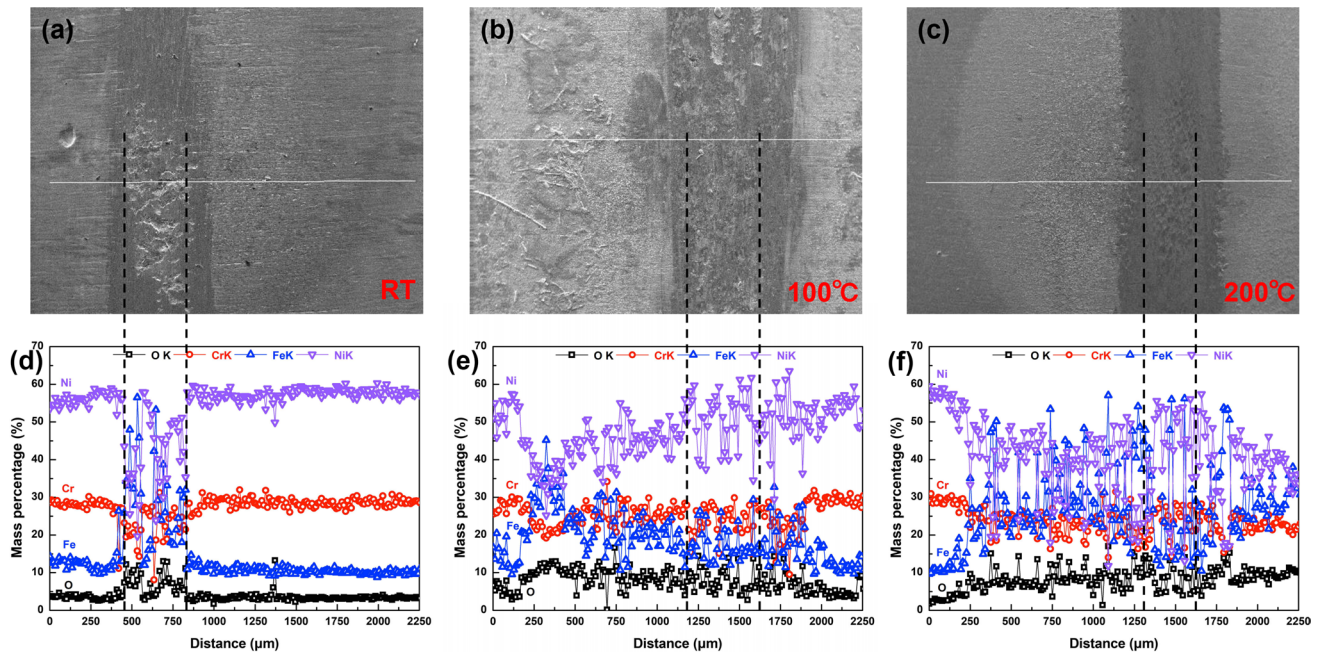 (a)
RT
(b)
100℃
(c)
200℃
(d)
O K CrK FeK NiK
70
60
50
40
30
20
10
0
Mass percentage (%)
Ni
Cr
Fe
O
0 250 500 750 1000 1250 1500 1750 2000 2250
Distance (μm)
(e)
O K CrK FeK NiK
70
60
50
40
30
20
10
0
Mass percentage (%)
Ni
Cr
Fe
O
0 250 500 750 1000 1250 1500 1750 2000 2250
Distance (μm)
(f)
O K CrK FeK NiK
70
60
50
40
30
20
10
0
Mass percentage (%)
Ni
Cr
Fe
O
0 250 500 750 1000 1250 1500 1750 2000 2250
Distance (μm)